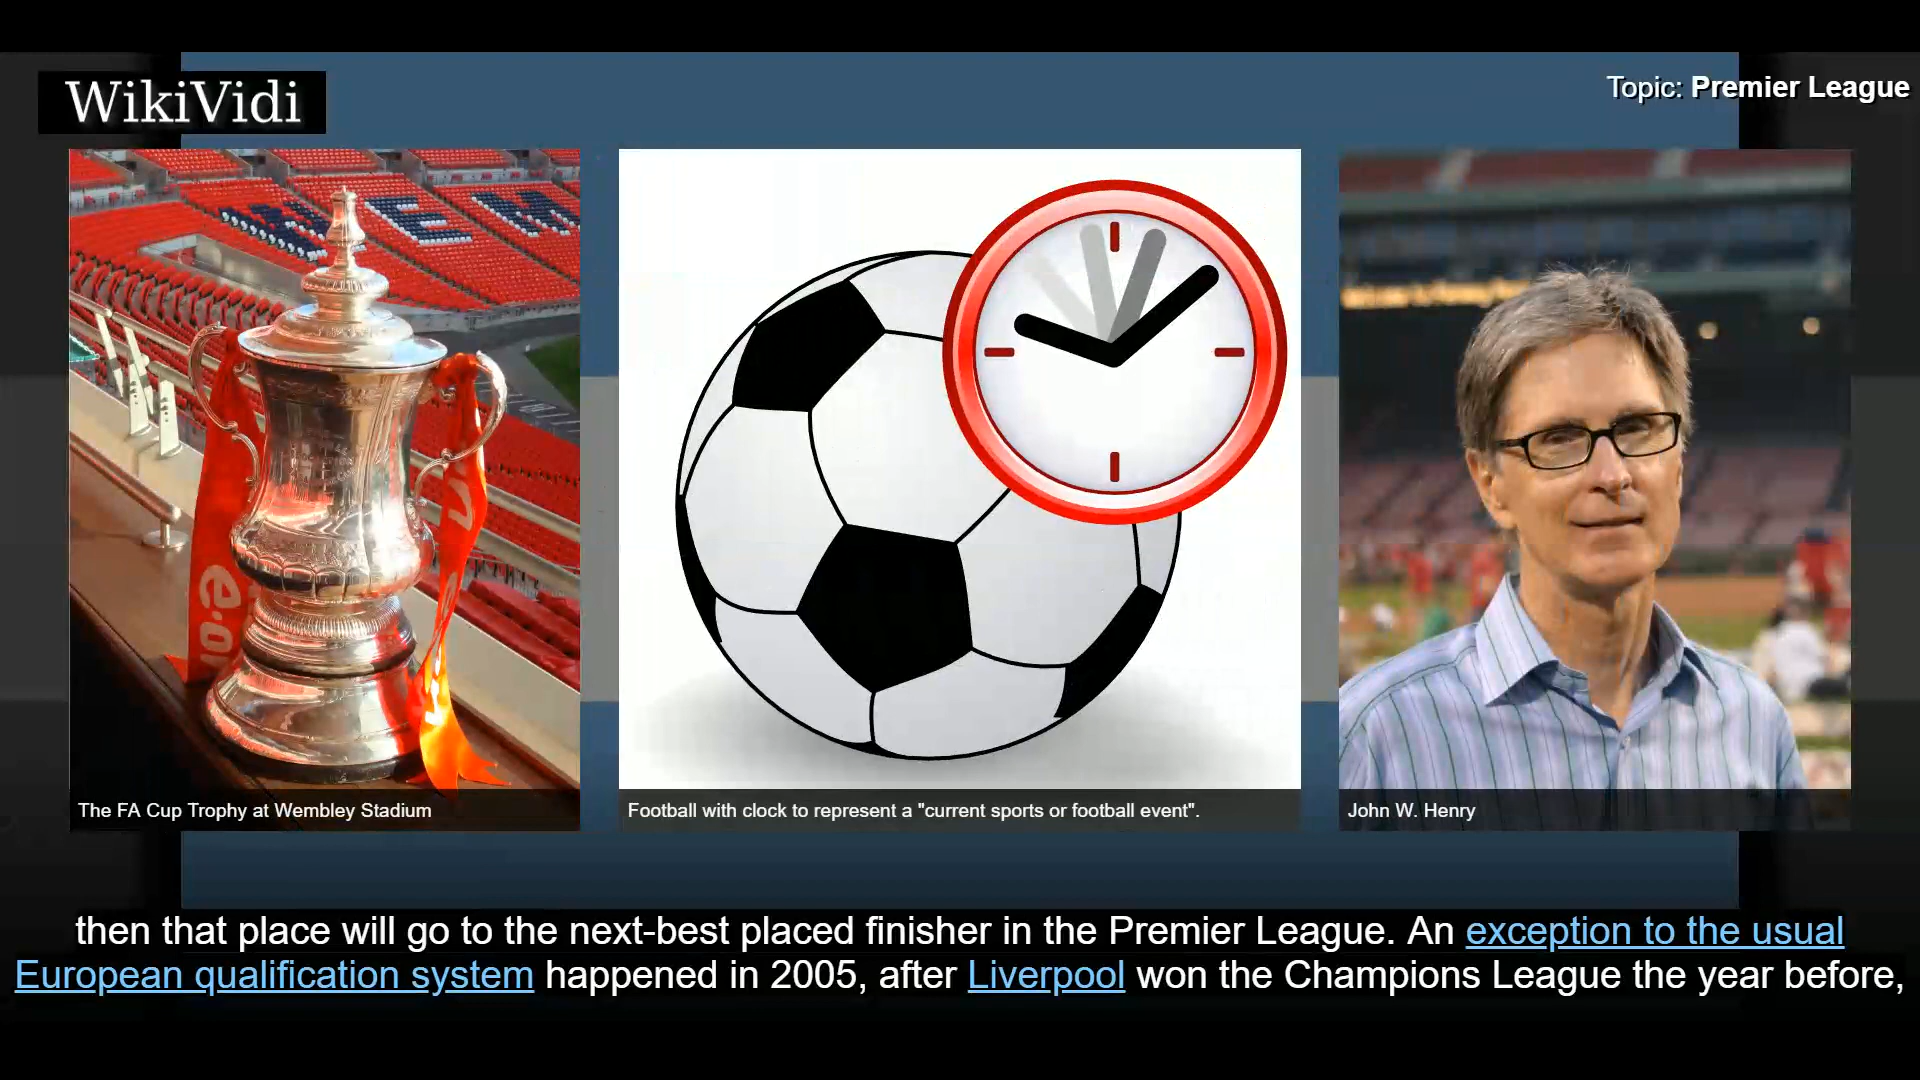 WikiVidi
Topic: Premier League
WEM
e.on
The FA Cup Trophy at Wembley Stadium
Football with clock to represent a "current sports or football event".
John W. Henry
then that place will go to the next-best placed finisher in the Premier League. An exception to the usual
European qualification system happened in 2005, after Liverpool won the Champions League the year before,